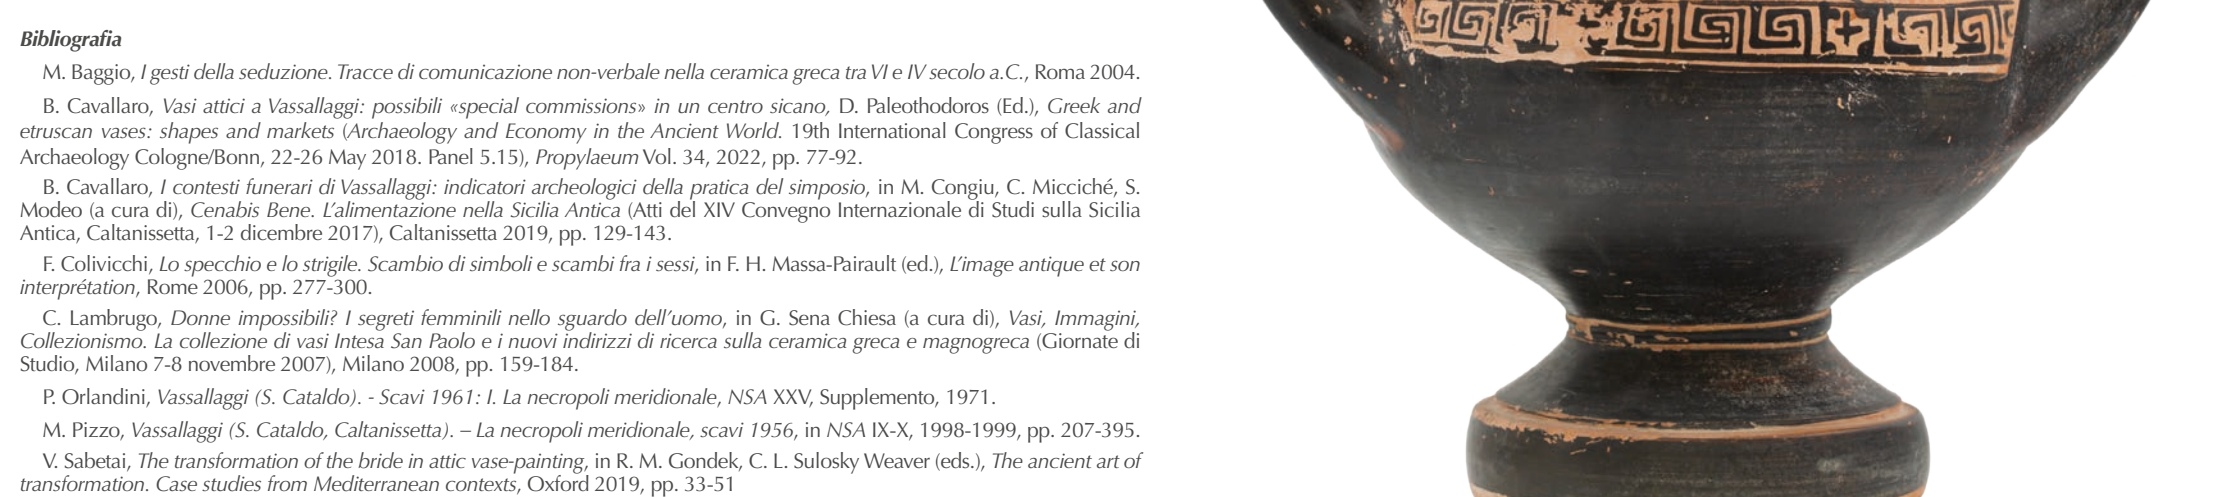 Bibliografia
M. Baggio, I gesti della seduzione. Tracce di comunicazione non-verbale nella ceramica greca tra VI e IV secolo a.C., Roma 2004.
B. Cavallaro, Vasi attici a Vassallaggi: possibili «special commissions» in un centro sicano, D. Paleothodoros (Ed.), Greek and
etruscan vases: shapes and markets (Archaeology and Economy in the Ancient World. 19th International Congress of Classical
Archaeology Cologne/Bonn, 22-26 May 2018. Panel 5.15), Propylaeum Vol. 34, 2022, pp. 77-92.
B. Cavallaro, I contesti funerari di Vassallaggi: indicatori archeologici della pratica del simposio, in M. Congiu, C. Micciché, S.
Modeo (a cura di), Cenabis Bene. L'alimentazione nella Sicilia Antica (Atti del XIV Convegno Internazionale di Studi sulla Sicilia
Antica, Caltanissetta, 1-2 dicembre 2017), Caltanissetta 2019, pp. 129-143.
F. Colivicchi, Lo specchio e lo strigile. Scambio di simboli e scambi fra i sessi, in F. H. Massa-Pairault (ed.), L'image antique et son
interprétation, Rome 2006, pp. 277-300.
C. Lambrugo, Donne impossibili? I segreti femminili nello sguardo dell'uomo, in G. Sena Chiesa (a cura di), Vasi, Immagini,
Collezionismo. La collezione di vasi Intesa San Paolo e i nuovi indirizzi di ricerca sulla ceramica greca e magnogreca (Giornate di
Studio, Milano 7-8 novembre 2007), Milano 2008, pp. 159-184.
P. Orlandini, Vassallaggi (S. Cataldo). - Scavi 1961: I. La necropoli meridionale, NSA XXV, Supplemento, 1971.
M. Pizzo, Vassallaggi (S. Cataldo, Caltanissetta). – La necropoli meridionale, scavi 1956, in NSA IX-X, 1998-1999, pp. 207-395.
V. Sabetai, The transformation of the bride in attic vase-painting, in R. M. Gondek, C. L. Sulosky Weaver (eds.), The ancient art of
transformation. Case studies from Mediterranean contexts, Oxford 2019, pp. 33-51